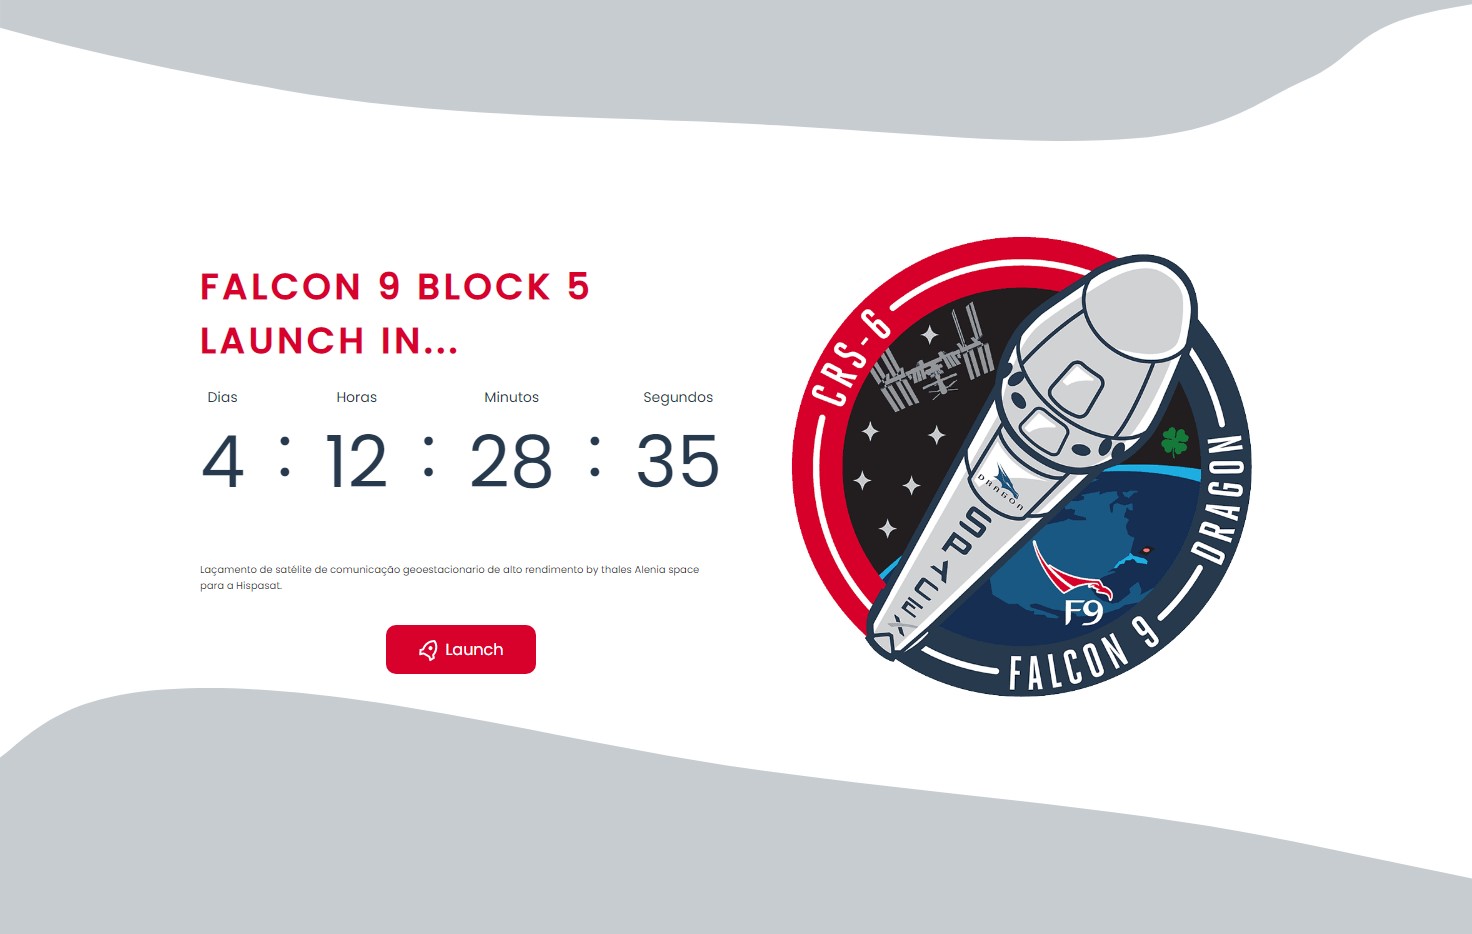 FALCON 9 BLOCK 5
LAUNCH IN...
Dias Horas Minutos Segundos
4 : 12 : 28 : 35
Laçamento de satélite de comunicação geoestacionario de alto rendimento by thales Alenia space
para a Hispasat.
Launch
CRS-6
DRAGON
SPACEX
F9
FALCON 9
DRAGON